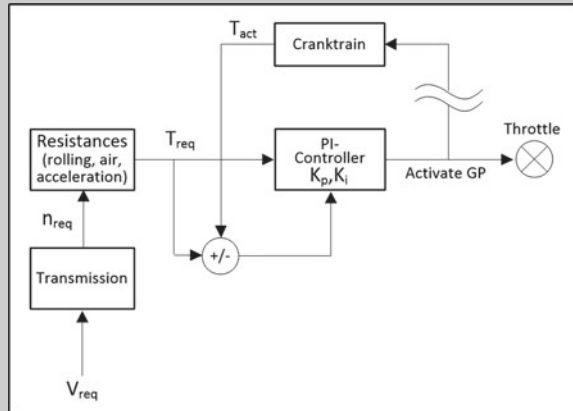 T_act
Cranktrain
Resistances
(rolling, air,
acceleration)
T_req
PI-
Controller
K_p,K_i
Throttle
Activate GP
n_req
+/-
Transmission
V_req